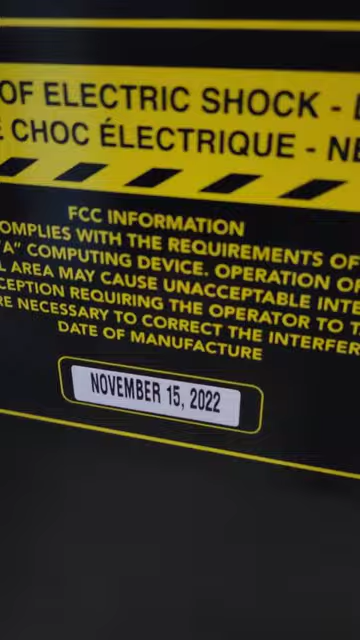 OF ELECTRIC SHOCK -
CHOC ÉLECTRIQUE - NE
FCC INFORMATION
OMPLIES WITH THE REQUIREMENTS OF
"A" COMPUTING DEVICE. OPERATION OF
L AREA MAY CAUSE UNACCEPTABLE INTE
CEPTION REQUIRING THE OPERATOR TO T
RE NECESSARY TO CORRECT THE INTERFER
DATE OF MANUFACTURE
NOVEMBER 15, 2022